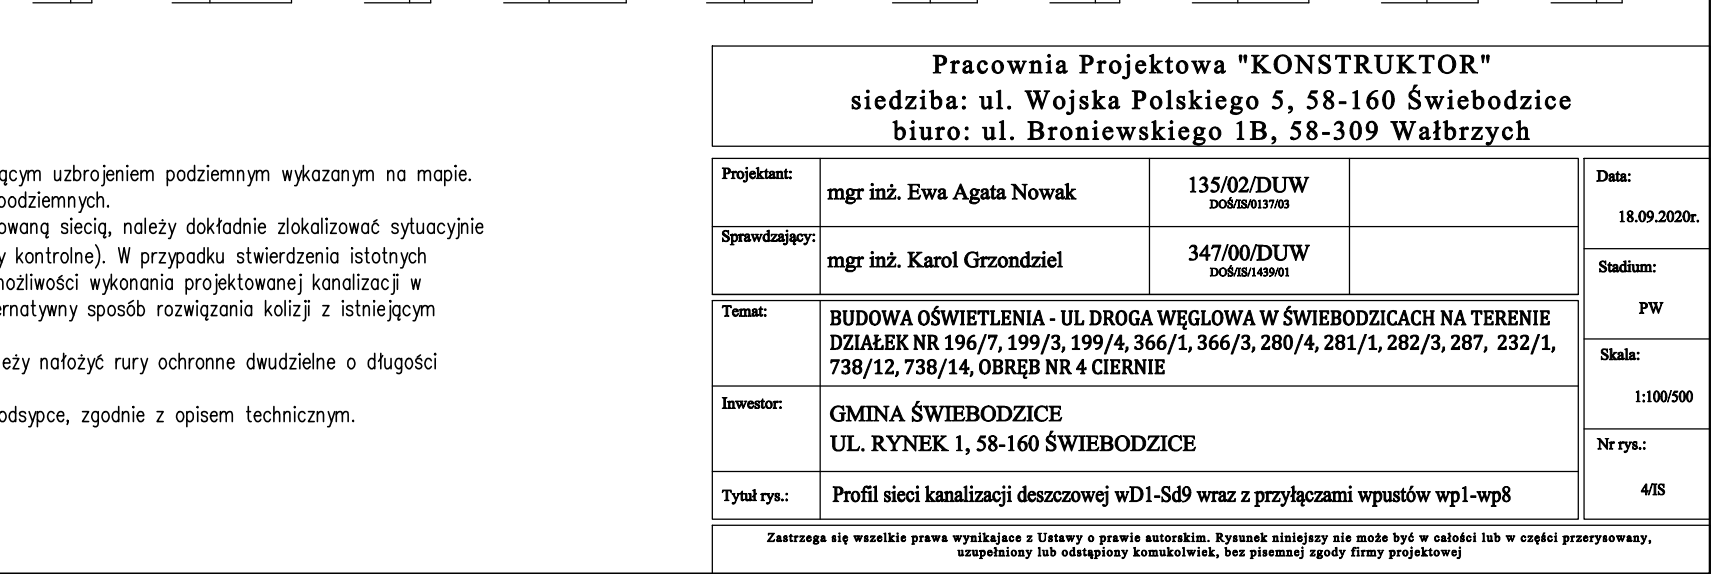 ącym uzbrojeniem podziemnym wykazanym na mapie.
podziemnych.
owaną siecią, należy dokładnie zlokalizować sytuacyjnie
y kontrolne). W przypadku stwierdzenia istotnych
możliwości wykonania projektowanej kanalizacji w
ernatywny sposób rozwiązania kolizji z istniejącym
eży nałożyć rury ochronne dwudzielne o długości
odsypce, zgodnie z opisem technicznym.
Pracownia Projektowa "KONSTRUKTOR"
siedziba: ul. Wojska Polskiego 5, 58-160 Świebodzice
biuro: ul. Broniewskiego 1B, 58-309 Wałbrzych
Projektant:
mgr inż. Ewa Agata Nowak
135/02/DUW
DOŚ/IS/0137/03
Sprawdzający:
mgr inż. Karol Grzondziel
347/00/DUW
DOŚ/IS/1439/01
Temat:
BUDOWA OŚWIETLENIA - UL DROGA WĘGLOWA W ŚWIEBODZICACH NA TERENIE
DZIAŁEK NR 196/7, 199/3, 199/4, 366/1, 366/3, 280/4, 281/1, 282/3, 287, 232/1,
738/12, 738/14, OBRĘB NR 4 CIERNIE
Inwestor:
GMINA ŚWIEBODZICE
UL. RYNEK 1, 58-160 ŚWIEBODZICE
Tytuł rys.:
Profil sieci kanalizacji deszczowej wD1-Sd9 wraz z przyłączami wpustów wp1-wp8
Data:
18.09.2020r.
Stadium:
PW
Skala:
1:100/500
Nr rys.:
4/IS
Zastrzega się wszelkie prawa wynikajace z Ustawy o prawie autorskim. Rysunek niniejszy nie może być w całości lub w części przerysowany,
uzupełniony lub odstąpiony komukolwiek, bez pisemnej zgody firmy projektowej